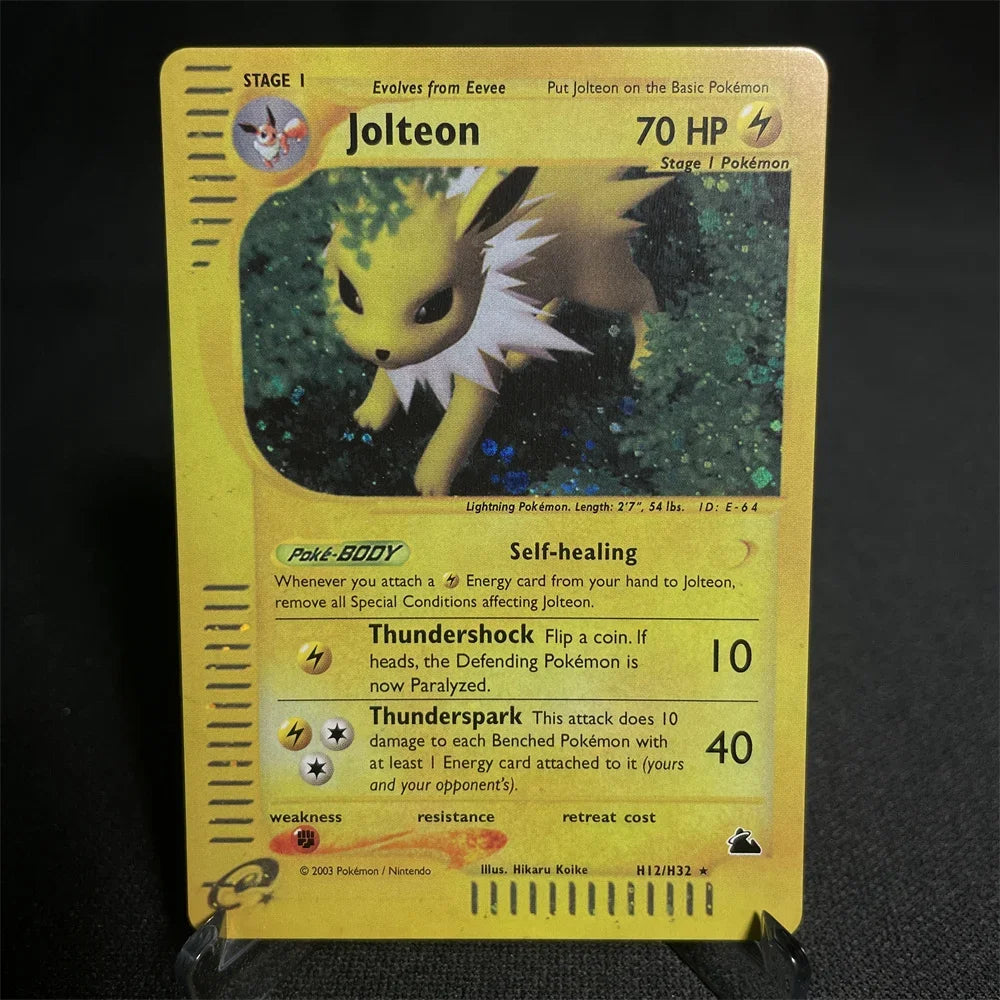 STAGE 1
Evolves from Eevee
Put Jolteon on the Basic Pokémon
Jolteon
70 HP
Stage 1 Pokémon
Lightning Pokémon. Length: 2'7", 54 lbs. ID: E-64
Poké-BODY
Self-healing
Whenever you attach a Energy card from your hand to Jolteon,
remove all Special Conditions affecting Jolteon.
Thundershock Flip a coin. If
heads, the Defending Pokémon is
now Paralyzed.
10
Thunderspark This attack does 10
damage to each Benched Pokémon with
at least 1 Energy card attached to it (yours
and your opponent's).
40
weakness
resistance
retreat cost
© 2003 Pokémon / Nintendo
Illus. Hikaru Koike
H12/H32 ★
e